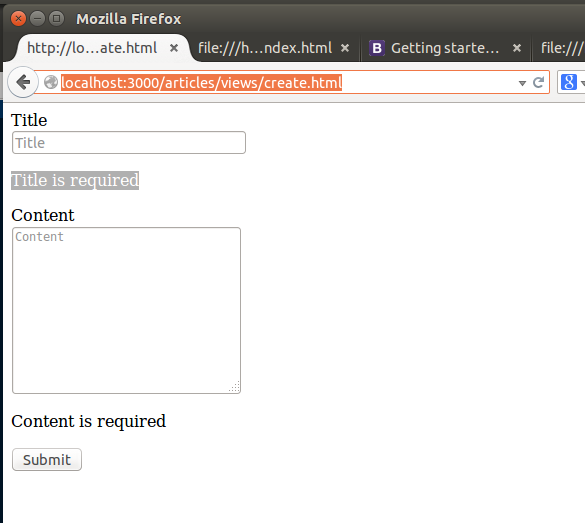 Mozilla Firefox
http://lo...ate.html file:///h...ndex.html B Getting starte... file:///
localhost:3000/articles/views/create.html 8
Title
Title
Title is required
Content
Content
Content is required
Submit